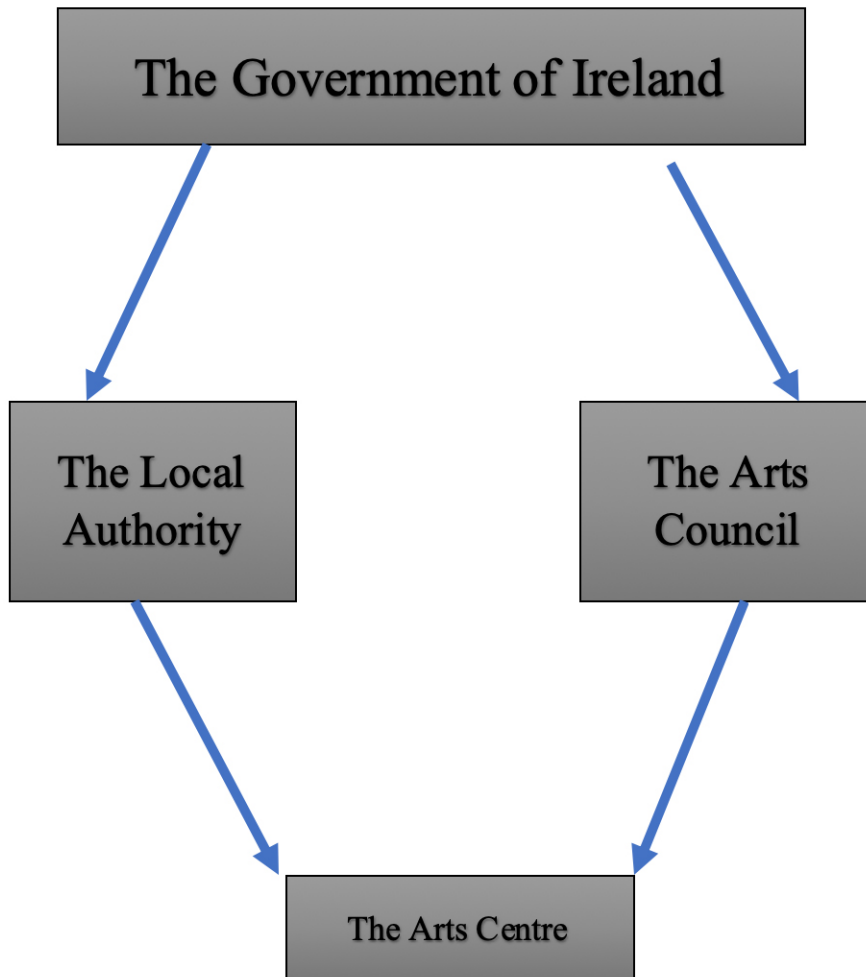 The Government of Ireland
The Local
Authority
The Arts
Council
The Arts Centre